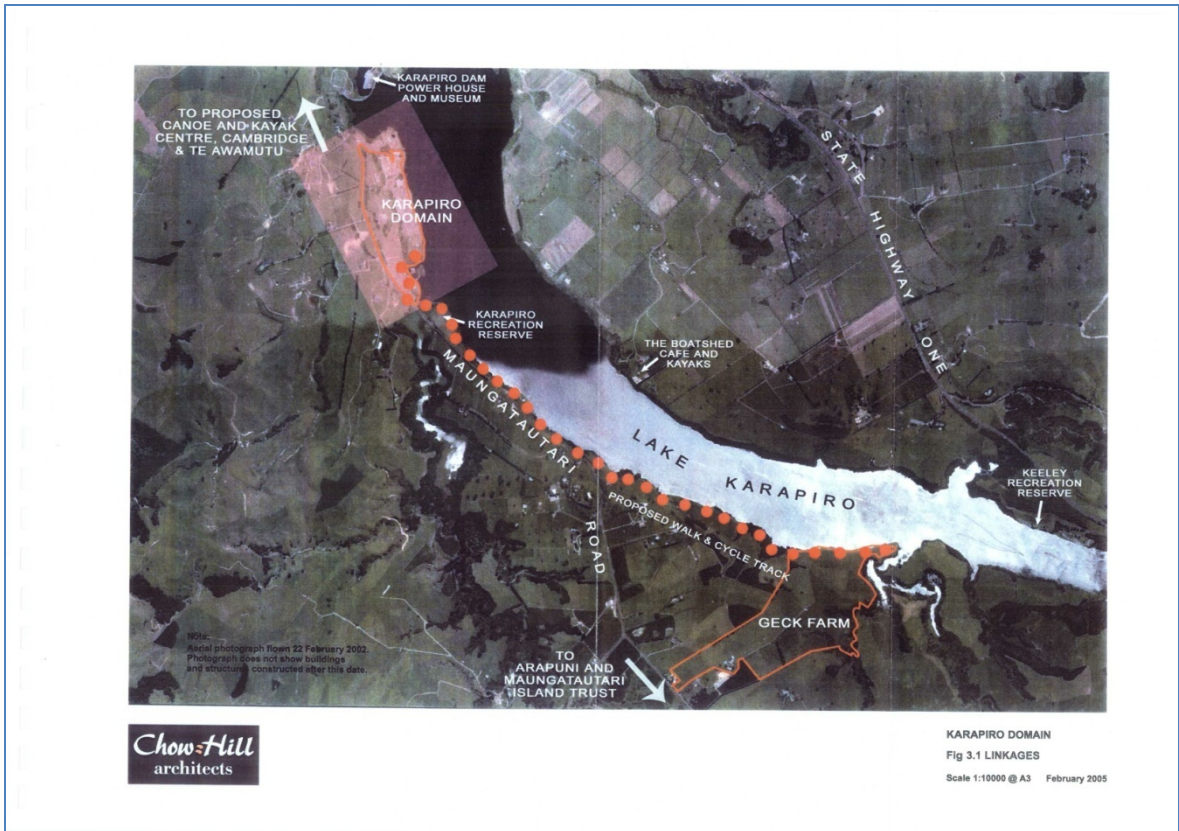 KARAPIRO DAM
POWER HOUSE
AND MUSEUM
TO PROPOSED
CANOE AND KAYAK
CENTRE, CAMBRIDGE
& TE AWAMUTU
KARAPIRO
DOMAIN
STATE HIGHWAY ONE
KARAPIRO
RECREATION
RESERVE
THE BOATSHED
CAFE AND
KAYAKS
MAUNGATAUTARI ROAD
LAKE KARAPIRO
KEELEY
RECREATION
RESERVE
PROPOSED WALK & CYCLE TRACK
GECK FARM
Note:
Aerial photograph flown 22 February 2002.
Photograph does not show buildings
and structures constructed after this date.
TO
ARAPUNI AND
MAUNGATAUTARI
ISLAND TRUST
Chow:Hill
architects
KARAPIRO DOMAIN
Fig 3.1 LINKAGES
Scale 1:10000 @ A3 February 2005